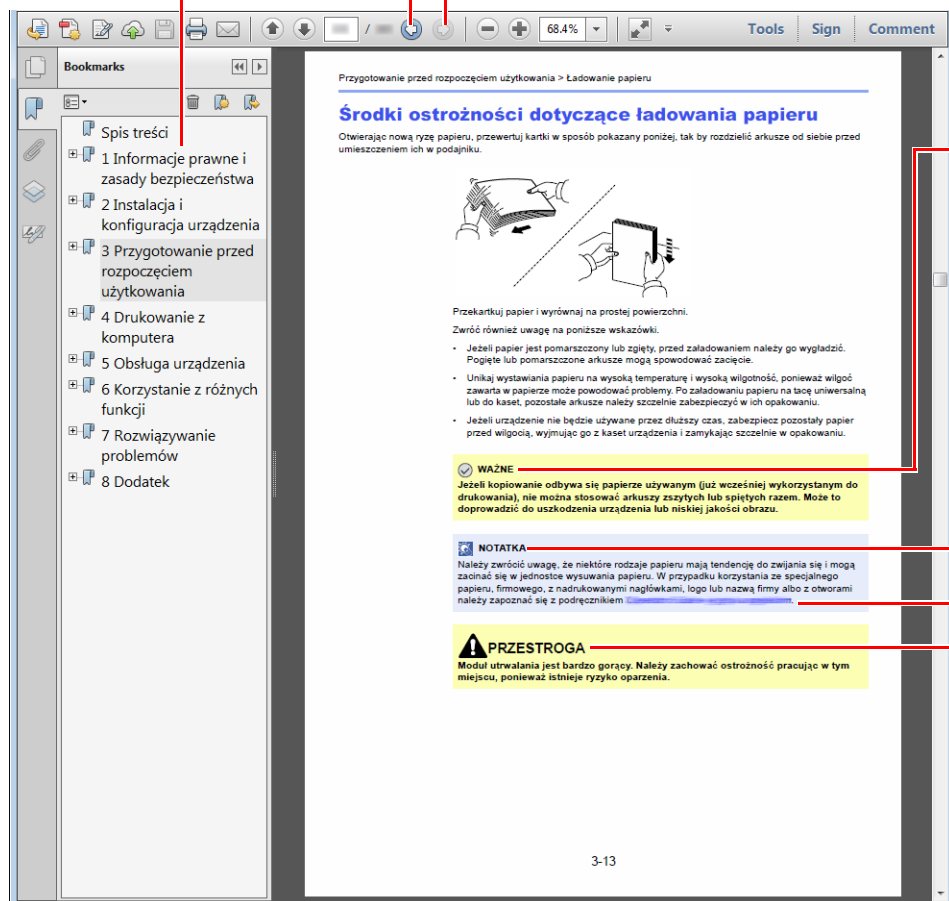 /
68.4%
Tools
Sign
Comment
Bookmarks
Spis treści
1 Informacje prawne i
zasady bezpieczeństwa
2 Instalacja i
konfiguracja urządzenia
3 Przygotowanie przed
rozpoczęciem
użytkowania
4 Drukowanie z
komputera
5 Obsługa urządzenia
6 Korzystanie z różnych
funkcji
7 Rozwiązywanie
problemów
8 Dodatek
Przygotowanie przed rozpoczęciem użytkowania > Ładowanie papieru
Środki ostrożności dotyczące ładowania papieru
Otwierając nową ryzę papieru, przewertuj kartki w sposób pokazany poniżej, tak by rozdzielić arkusze od siebie przed
umieszczeniem ich w podajniku.
Przekartkuj papier i wyrównaj na prostej powierzchni.
Zwróć również uwagę na poniższe wskazówki.
• Jeżeli papier jest pomarszczony lub zgięty, przed załadowaniem należy go wygładzić.
Pogięte lub pomarszczone arkusze mogą spowodować zacięcie.
• Unikaj wystawiania papieru na wysoką temperaturę i wysoką wilgotność, ponieważ wilgoć
zawarta w papierze może powodować problemy. Po załadowaniu papieru na tacę uniwersalną
lub do kaset, pozostałe arkusze należy szczelnie zabezpieczyć w ich opakowaniu.
• Jeżeli urządzenie nie będzie używane przez dłuższy czas, zabezpiecz pozostały papier
przed wilgocią, wyjmując go z kaset urządzenia i zamykając szczelnie w opakowaniu.
WAŻNE
Jeżeli kopiowanie odbywa się papierze używanym (już wcześniej wykorzystanym do
drukowania), nie można stosować arkuszy zszytych lub spiętych razem. Może to
doprowadzić do uszkodzenia urządzenia lub niskiej jakości obrazu.
NOTATKA
Należy zwrócić uwagę, że niektóre rodzaje papieru mają tendencję do zwijania się i mogą
zacinać się w jednostce wysuwania papieru. W przypadku korzystania ze specjalnego
papieru, firmowego, z nadrukowanymi nagłówkami, logo lub nazwą firmy albo z otworami
należy zapoznać się z podręcznikiem
PRZESTROGA
Moduł utrwalania jest bardzo gorący. Należy zachować ostrożność pracując w tym
miejscu, ponieważ istnieje ryzyko oparzenia.
3-13